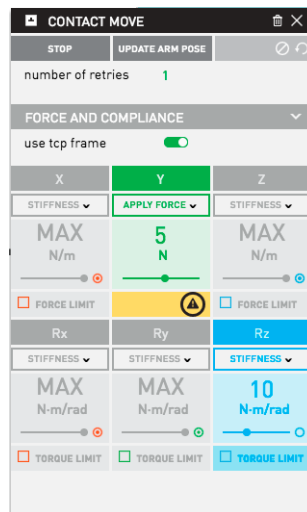 CONTACT MOVE
STOP UPDATE ARM POSE
number of retries 1
FORCE AND COMPLIANCE
use tcp frame
X Y Z
STIFFNESS APPLY FORCE STIFFNESS
MAX 5 MAX
N/m N N/m
FORCE LIMIT FORCE LIMIT
Rx Ry Rz
STIFFNESS STIFFNESS STIFFNESS
MAX MAX 10
N·m/rad N·m/rad N·m/rad
TORQUE LIMIT TORQUE LIMIT TORQUE LIMIT